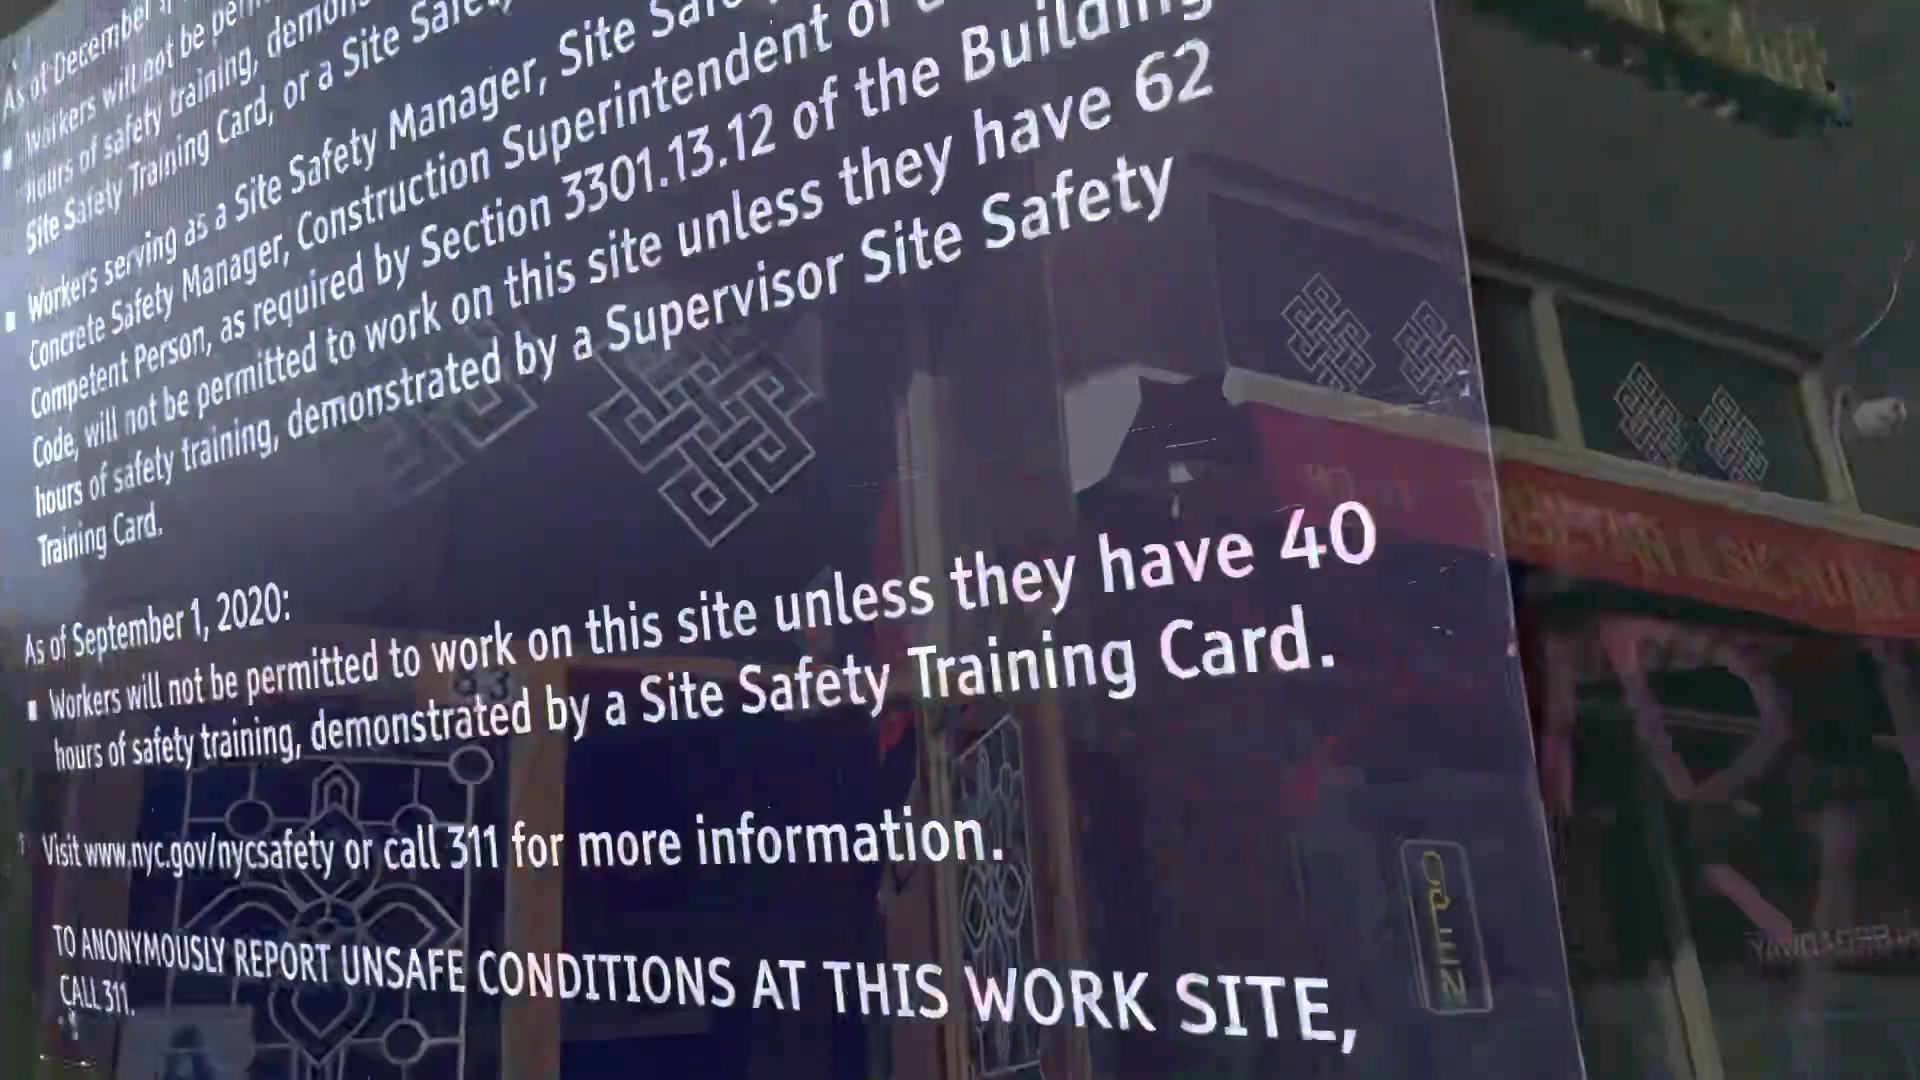 As of December
Workers will not be
hours of safety training,
Site Safety Training Card, or a Site
▪ Workers serving as a Site Safety Manager, Site
Concrete Safety Manager, Construction Superintendent of
Competent Person, as required by Section 3301.13.12 of the Building
Code, will not be permitted to work on this site unless they have 62
hours of safety training, demonstrated by a Supervisor Site Safety
Training Card.
As of September 1, 2020:
▪ Workers will not be permitted to work on this site unless they have 40
hours of safety training, demonstrated by a Site Safety Training Card.
Visit www.nyc.gov/nycsafety or call 311 for more information.
TO ANONYMOUSLY REPORT UNSAFE CONDITIONS AT THIS WORK SITE,
CALL 311.